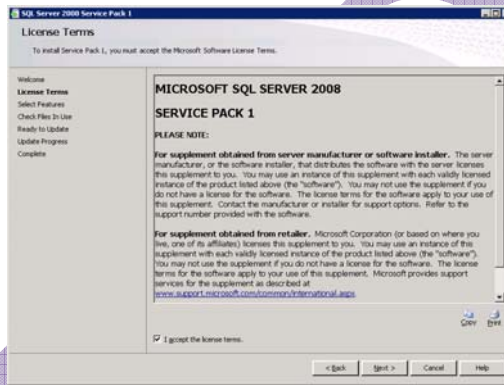 SQL Server 2008 Service Pack 1
License Terms
To install Service Pack 1, you must accept the Microsoft Software License Terms.
Welcome
License Terms
Select Features
Check Files In Use
Ready to Update
Update Progress
Complete
MICROSOFT SQL SERVER 2008
SERVICE PACK 1
PLEASE NOTE:
For supplement obtained from server manufacturer or software installer. The server
manufacturer, or the software installer, that distributes the software with the server licenses
this supplement to you. You may use an instance of this supplement with each validly licensed
instance of the product listed above (the "software"). You may not use the supplement if you
do not have a license for the software. The license terms for the software apply to your use of
this supplement. Contact the manufacturer or installer for support options. Refer to the
support number provided with the software.
For supplement obtained from retailer. Microsoft Corporation (or based on where you
live, one of its affiliates) licenses this supplement to you. You may use an instance of this
supplement with each validly licensed instance of the product listed above (the "software").
You may not use the supplement if you do not have a license for the software. The license
terms for the software apply to your use of this supplement. Microsoft provides support
services for the supplement as described at
www.support.microsoft.com/common/international.aspx.
Copy Print
I accept the license terms.
< Back Next > Cancel Help